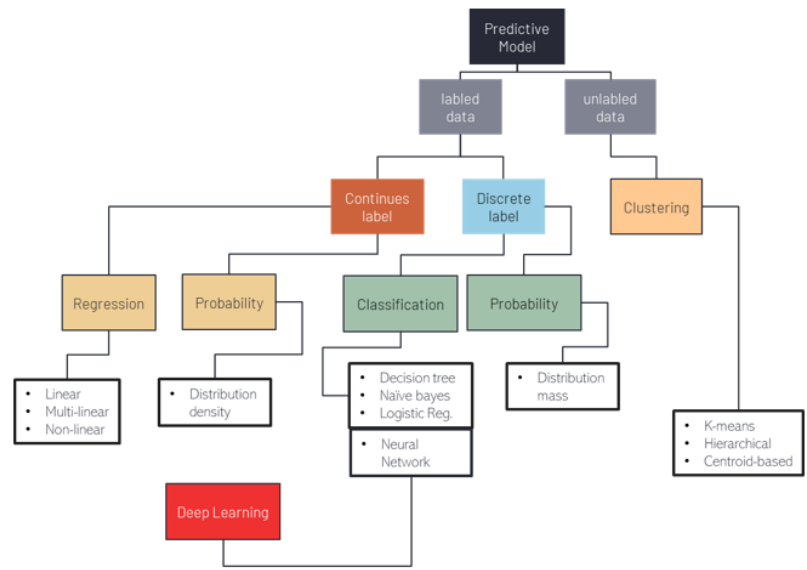 Predictive
Model
labled
data
unlabled
data
Continues
label
Discrete
label
Clustering
Regression
Probability
Classification
Probability
• Linear
• Multi-linear
• Non-linear
• Distribution
density
• Decision tree
• Naïve bayes
• Logistic Reg.
• Distribution
mass
• Neural
Network
• K-means
• Hierarchical
• Centroid-based
Deep Learning